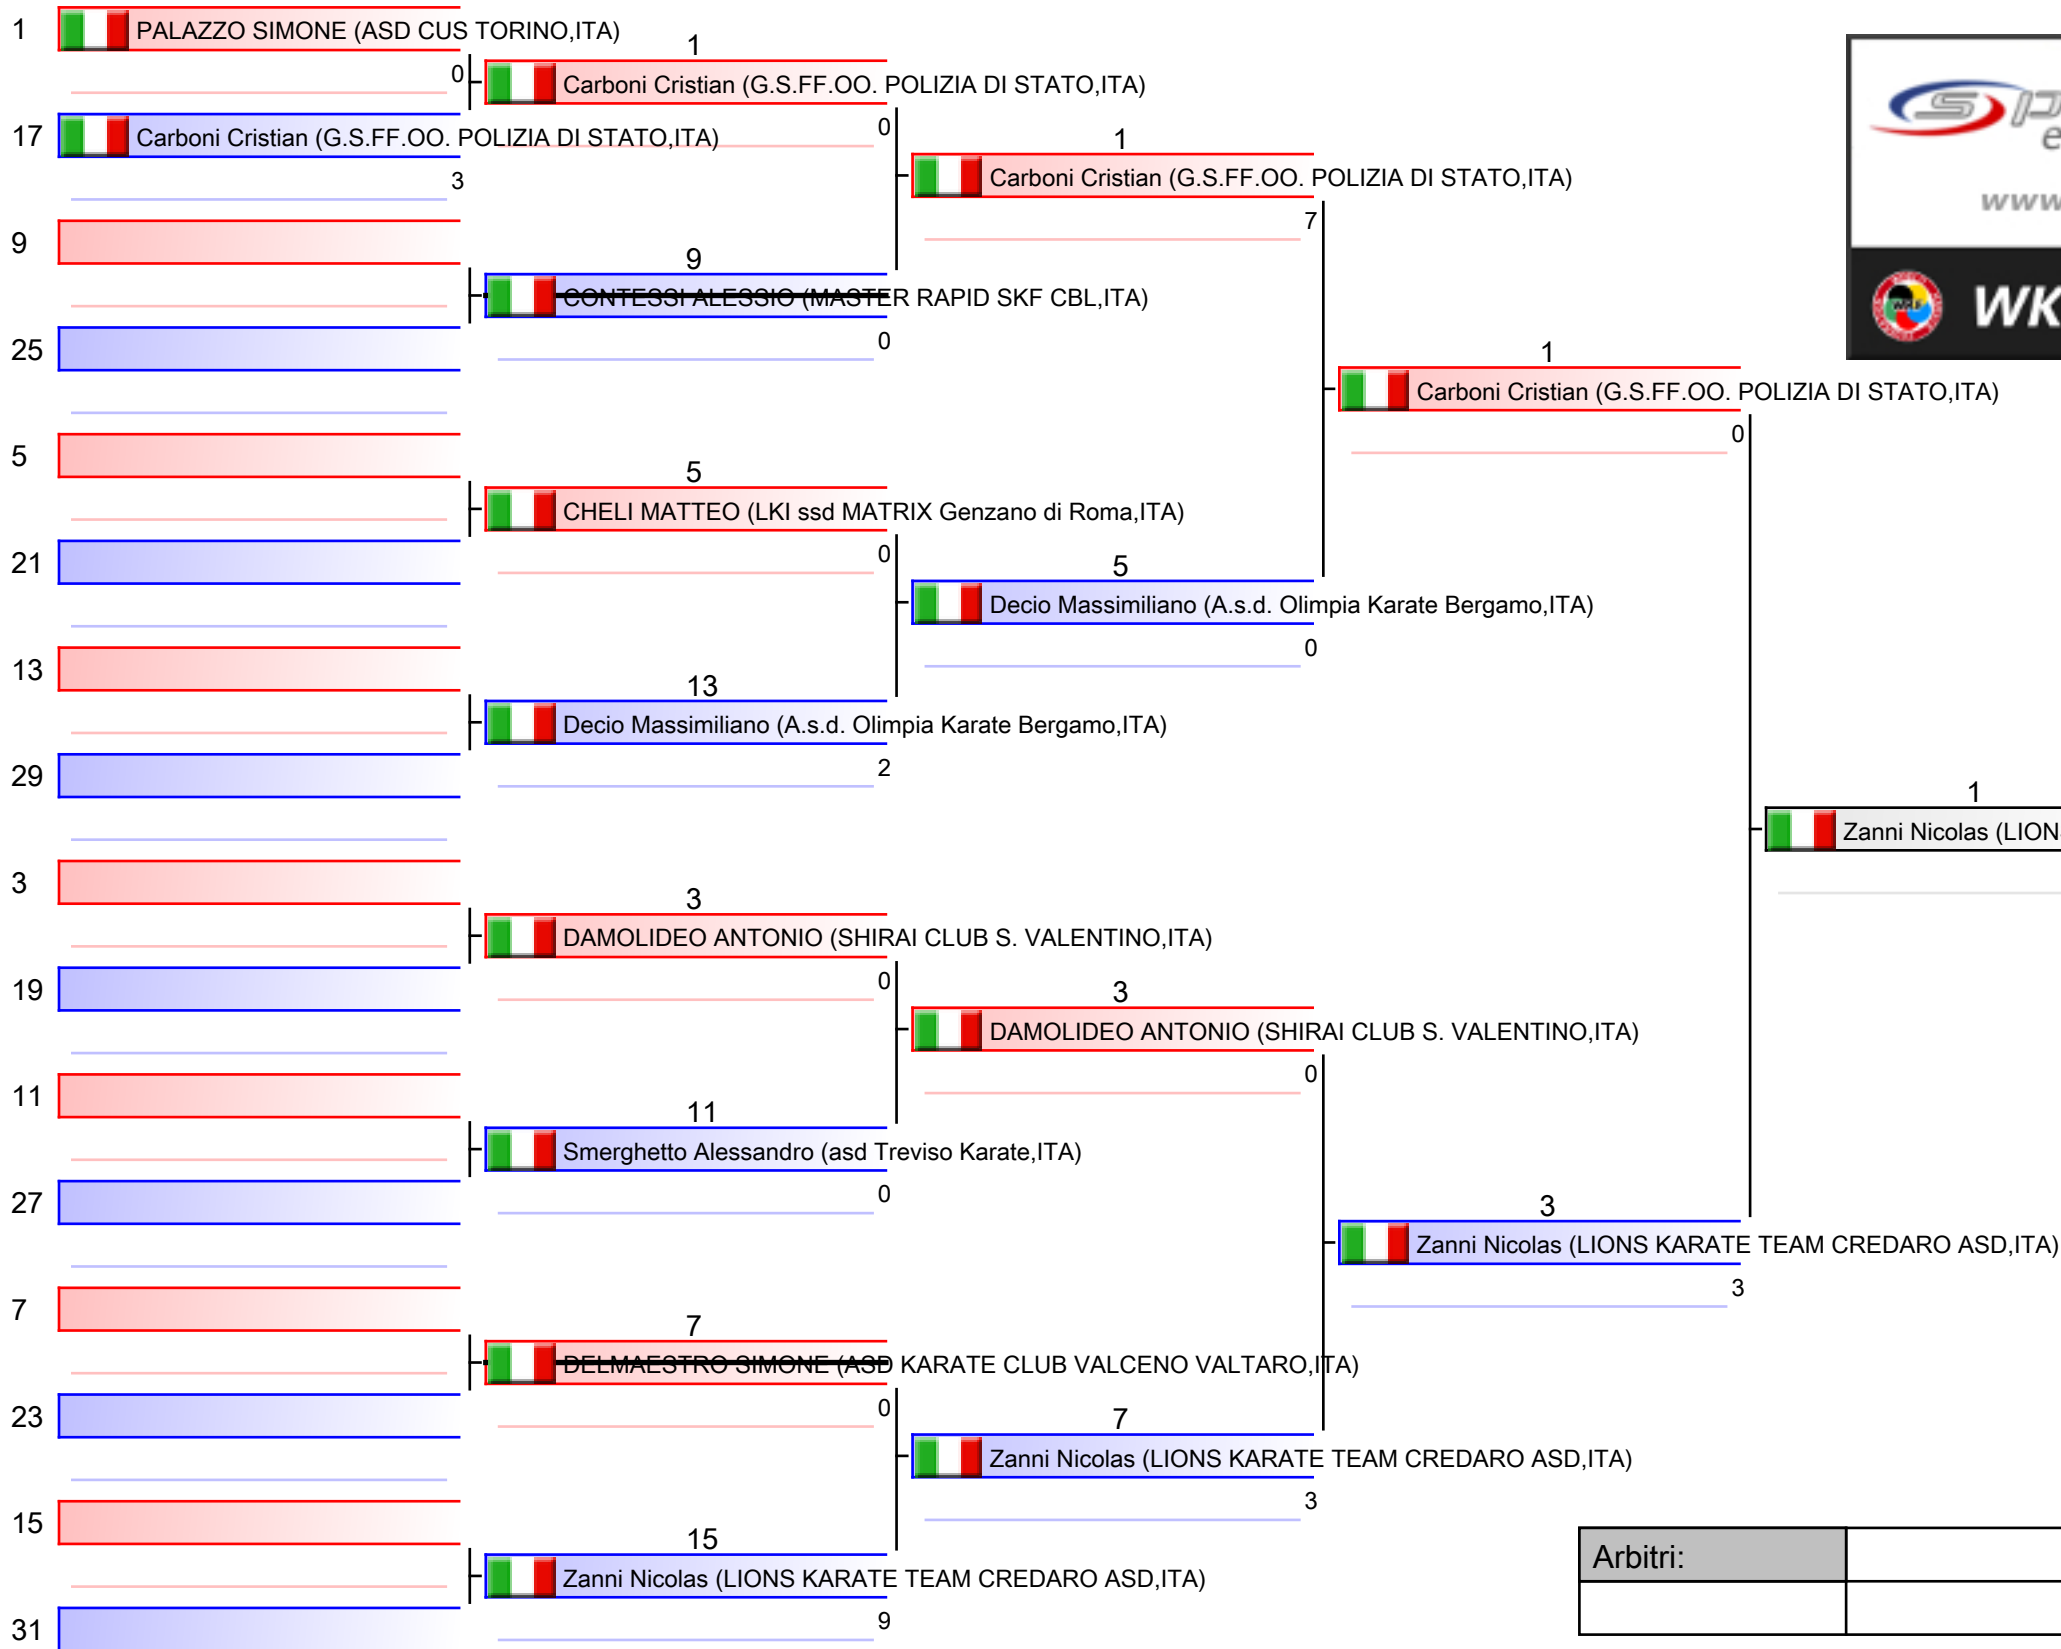 1 PALAZZO SIMONE (ASD CUS TORINO,ITA)
0
17 Carboni Cristian (G.S.FF.OO. POLIZIA DI STATO,ITA)
3
9
25
5
21
13
29
3
19
11
27
7
23
15
31
1
Carboni Cristian (G.S.FF.OO. POLIZIA DI STATO,ITA)
0
9
CONTESSI ALESSIO (MASTER RAPID SKF CBL,ITA)
0
5
CHELI MATTEO (LKI ssd MATRIX Genzano di Roma,ITA)
0
13
Decio Massimiliano (A.s.d. Olimpia Karate Bergamo,ITA)
2
3
DAMOLIDEO ANTONIO (SHIRAI CLUB S. VALENTINO,ITA)
0
11
Smerghetto Alessandro (asd Treviso Karate,ITA)
0
7
DELMAESTRO SIMONE (ASD KARATE CLUB VALCENO VALTARO,ITA)
0
15
Zanni Nicolas (LIONS KARATE TEAM CREDARO ASD,ITA)
9
1
Carboni Cristian (G.S.FF.OO. POLIZIA DI STATO,ITA)
7
5
Decio Massimiliano (A.s.d. Olimpia Karate Bergamo,ITA)
0
3
DAMOLIDEO ANTONIO (SHIRAI CLUB S. VALENTINO,ITA)
0
7
Zanni Nicolas (LIONS KARATE TEAM CREDARO ASD,ITA)
3
1
Carboni Cristian (G.S.FF.OO. POLIZIA DI STATO,ITA)
0
3
Zanni Nicolas (LIONS KARATE TEAM CREDARO ASD,ITA)
3
1
Zanni Nicolas (LION
www
WK
Arbitri: